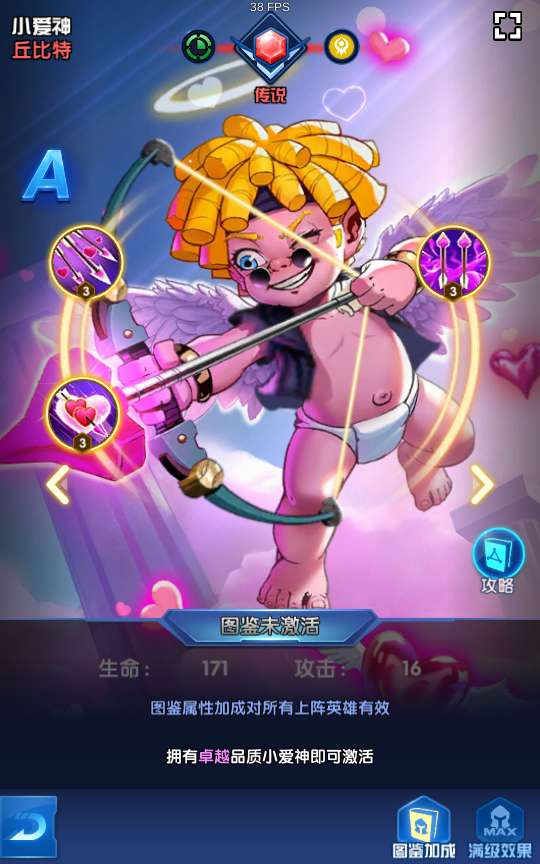 38 FPS
小爱神
丘比特
传说
A
3
3
3
攻略
图鉴未激活
生命： 171 攻击： 16
图鉴属性加成对所有上阵英雄有效
拥有卓越品质小爱神即可激活
MAX
图鉴加成 满级效果